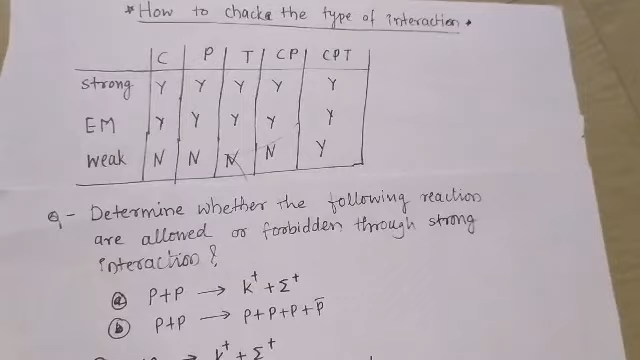 *How to chack the type of interaction*
C P T CP CPT
strong Y Y Y Y Y
EM Y Y Y Y Y
weak N N N N Y
Q- Determine whether the following reaction
are allowed or forbidden through strong
interaction?
(a) P+P → k⁺ + Σ⁺
(b) P+P → P+P+P+p̅
→ k⁺ + Σ⁺